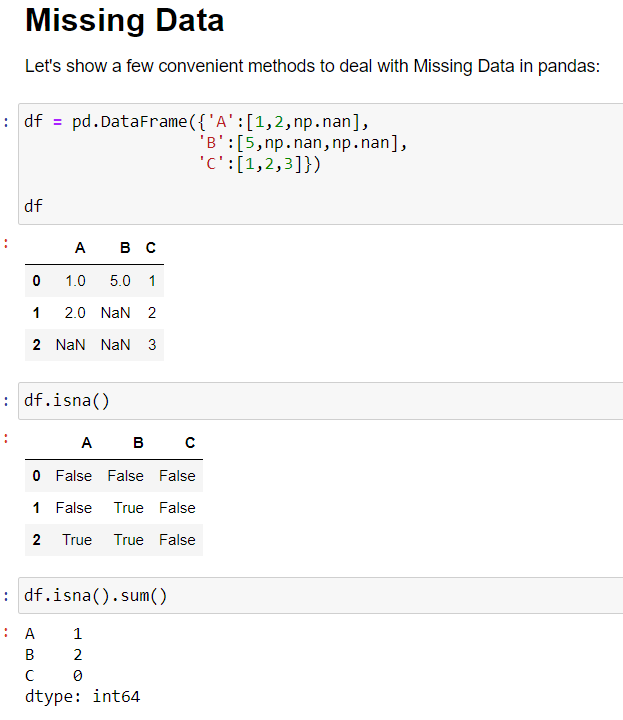 Missing Data
Let's show a few convenient methods to deal with Missing Data in pandas:
: df = pd.DataFrame({'A':[1,2,np.nan],
'B':[5,np.nan,np.nan],
'C':[1,2,3]})
df
: A B C
0 1.0 5.0 1
1 2.0 NaN 2
2 NaN NaN 3
: df.isna()
: A B C
0 False False False
1 False True False
2 True True False
: df.isna().sum()
: A 1
B 2
C 0
dtype: int64